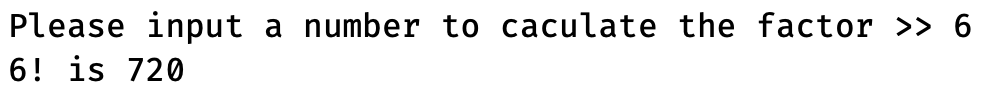 Please input a number to caculate the factor >> 6
6! is 720